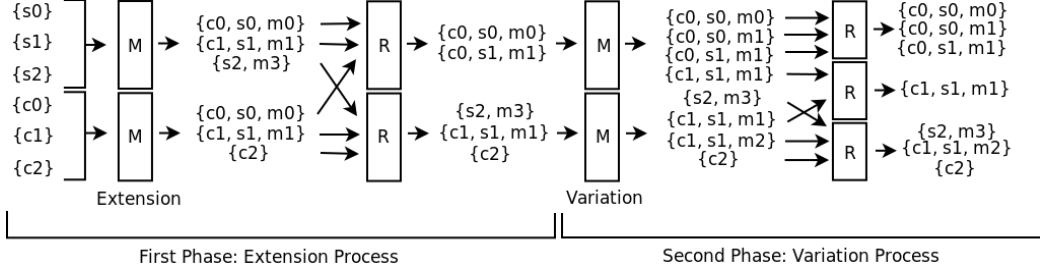 {s0}
{s1}
{s2}
{c0}
{c1}
{c2}
M
M
Extension
{c0, s0, m0}
{c1, s1, m1}
{s2, m3}
{c0, s0, m0}
{c1, s1, m1}
{c2}
R
R
{c0, s0, m0}
{c0, s1, m1}
{s2, m3}
{c1, s1, m1}
{c2}
First Phase: Extension Process
M
M
Variation
{c0, s0, m0}
{c0, s0, m1}
{c0, s1, m1}
{c1, s1, m1}
{s2, m3}
{c1, s1, m1}
{c1, s1, m2}
{c2}
R
R
R
{c0, s0, m0}
{c0, s0, m1}
{c0, s1, m1}
{c1, s1, m1}
{s2, m3}
{c1, s1, m2}
{c2}
Second Phase: Variation Process